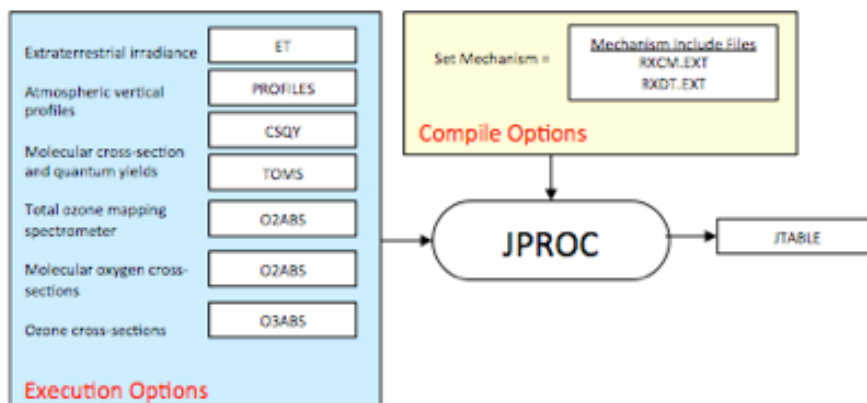 Extraterrestrial irradiance
ET
Atmospheric vertical
profiles
PROFILES
CSQY
Molecular cross-section
and quantum yields
TOMS
Total ozone mapping
spectrometer
O2ABS
Molecular oxygen cross-
sections
O2ABS
Ozone cross-sections
O3ABS
Execution Options
Set Mechanism =
Mechanism Include Files
RXCM.EXT
RXDT.EXT
Compile Options
JPROC
JTABLE